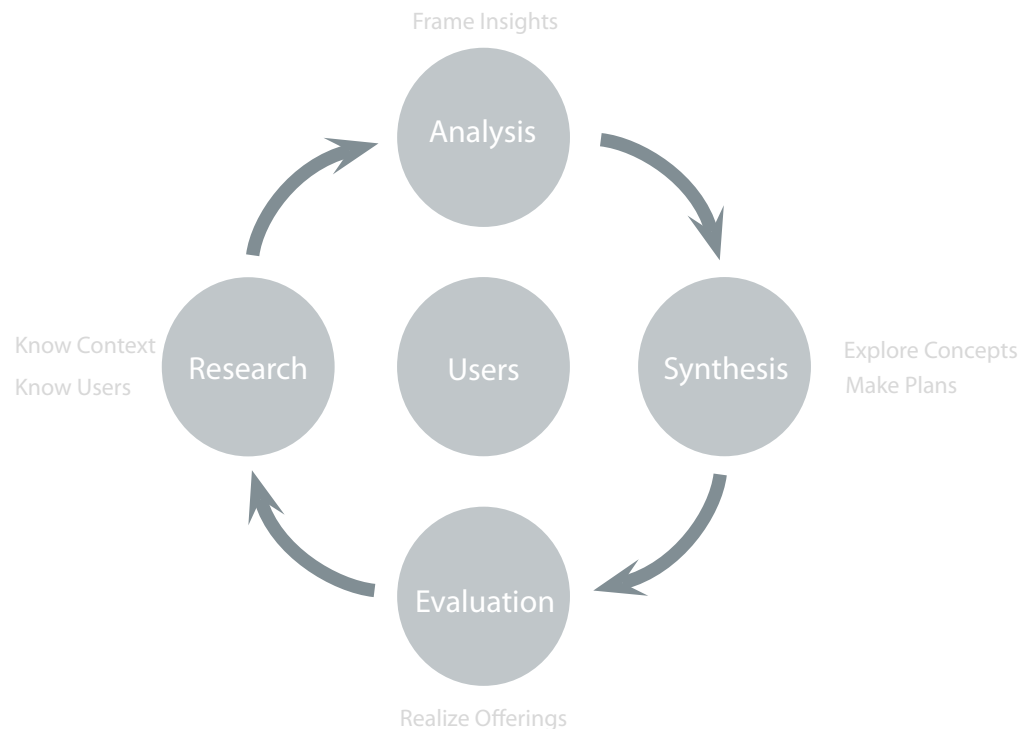 Frame Insights
Analysis
Know Context
Know Users
Research
Users
Synthesis
Explore Concepts
Make Plans
Evaluation
Realize Offerings